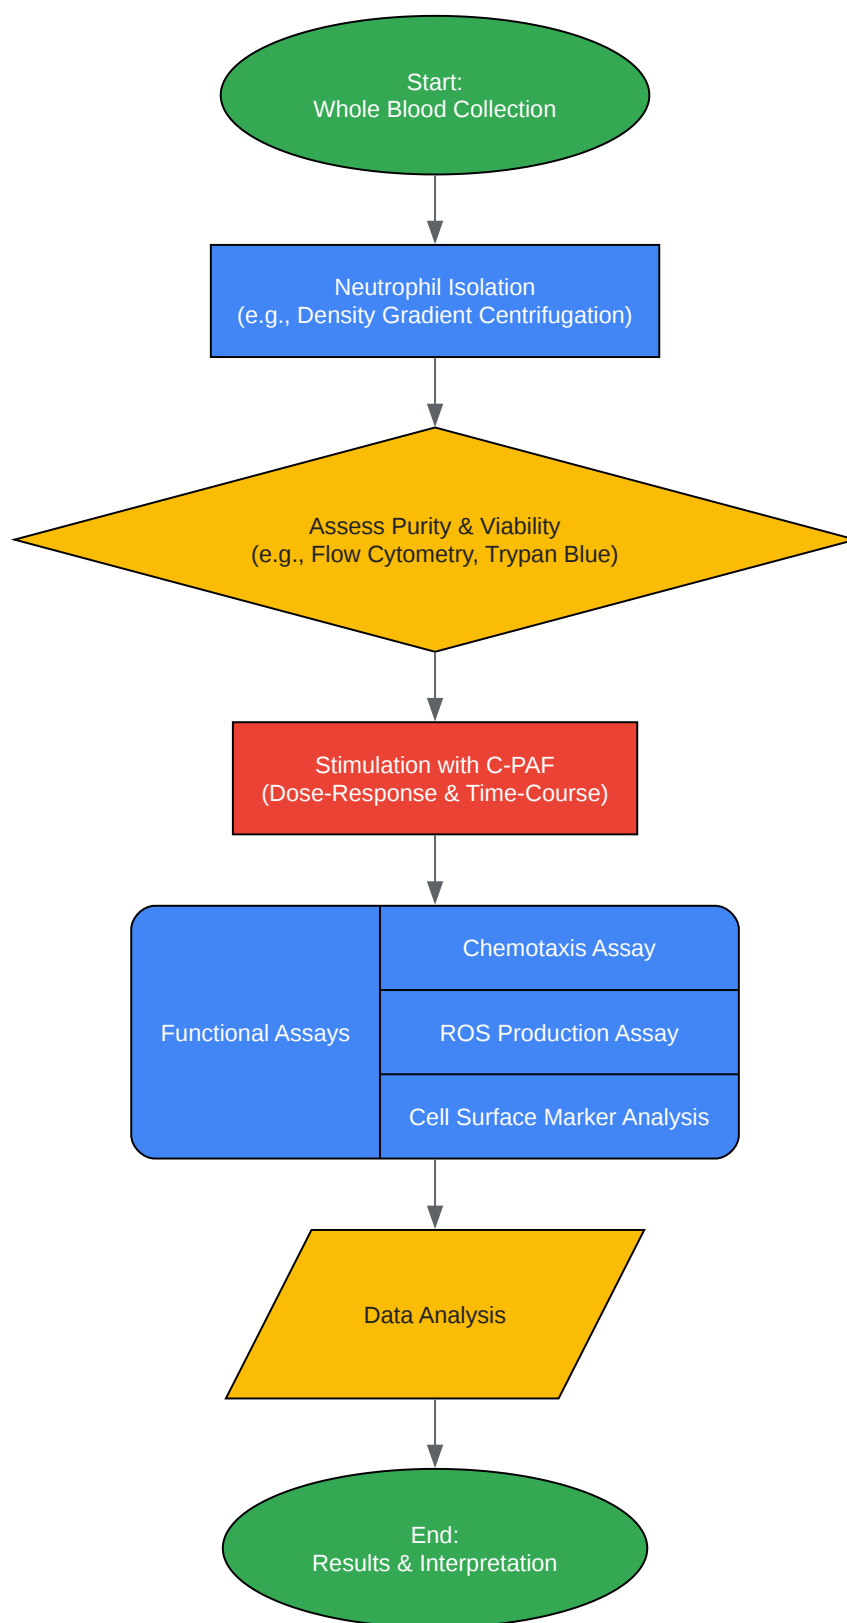 Start:
Whole Blood Collection
Neutrophil Isolation
(e.g., Density Gradient Centrifugation)
Assess Purity & Viability
(e.g., Flow Cytometry, Trypan Blue)
Stimulation with C-PAF
(Dose-Response & Time-Course)
Functional Assays
Chemotaxis Assay
ROS Production Assay
Cell Surface Marker Analysis
Data Analysis
End:
Results & Interpretation